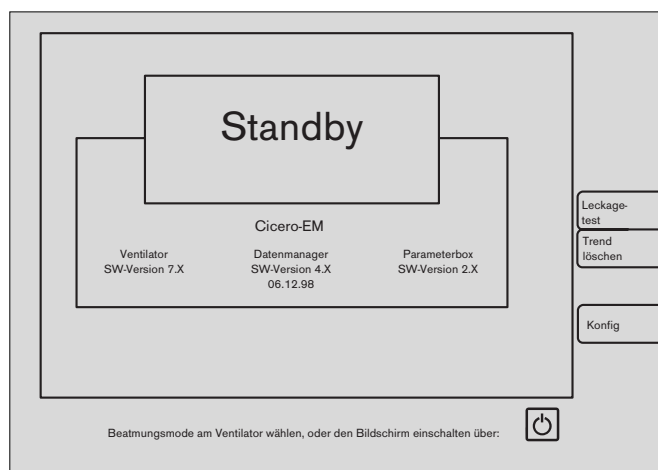 Standby
Cicero-EM
Ventilator
SW-Version 7.X
Datenmanager
SW-Version 4.X
06.12.98
Parameterbox
SW-Version 2.X
Leckage-
test
Trend
löschen
Konfig
Beatmungsmode am Ventilator wählen, oder den Bildschirm einschalten über: